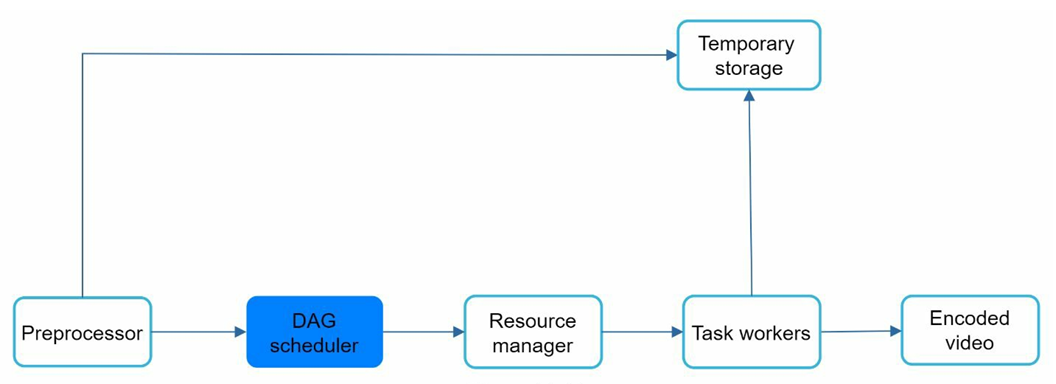 Temporary
storage
Preprocessor
DAG
scheduler
Resource
manager
Task workers
Encoded
video